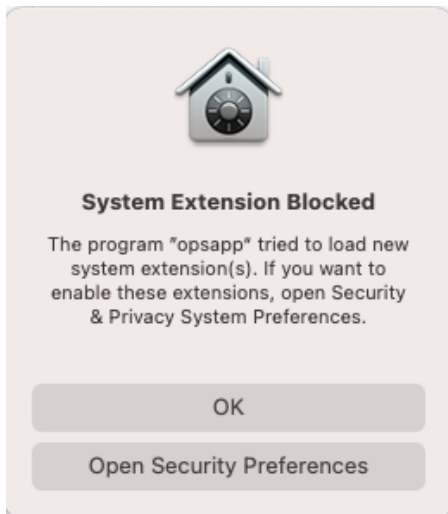 System Extension Blocked
The program "opsapp" tried to load new
system extension(s). If you want to
enable these extensions, open Security
& Privacy System Preferences.
OK
Open Security Preferences